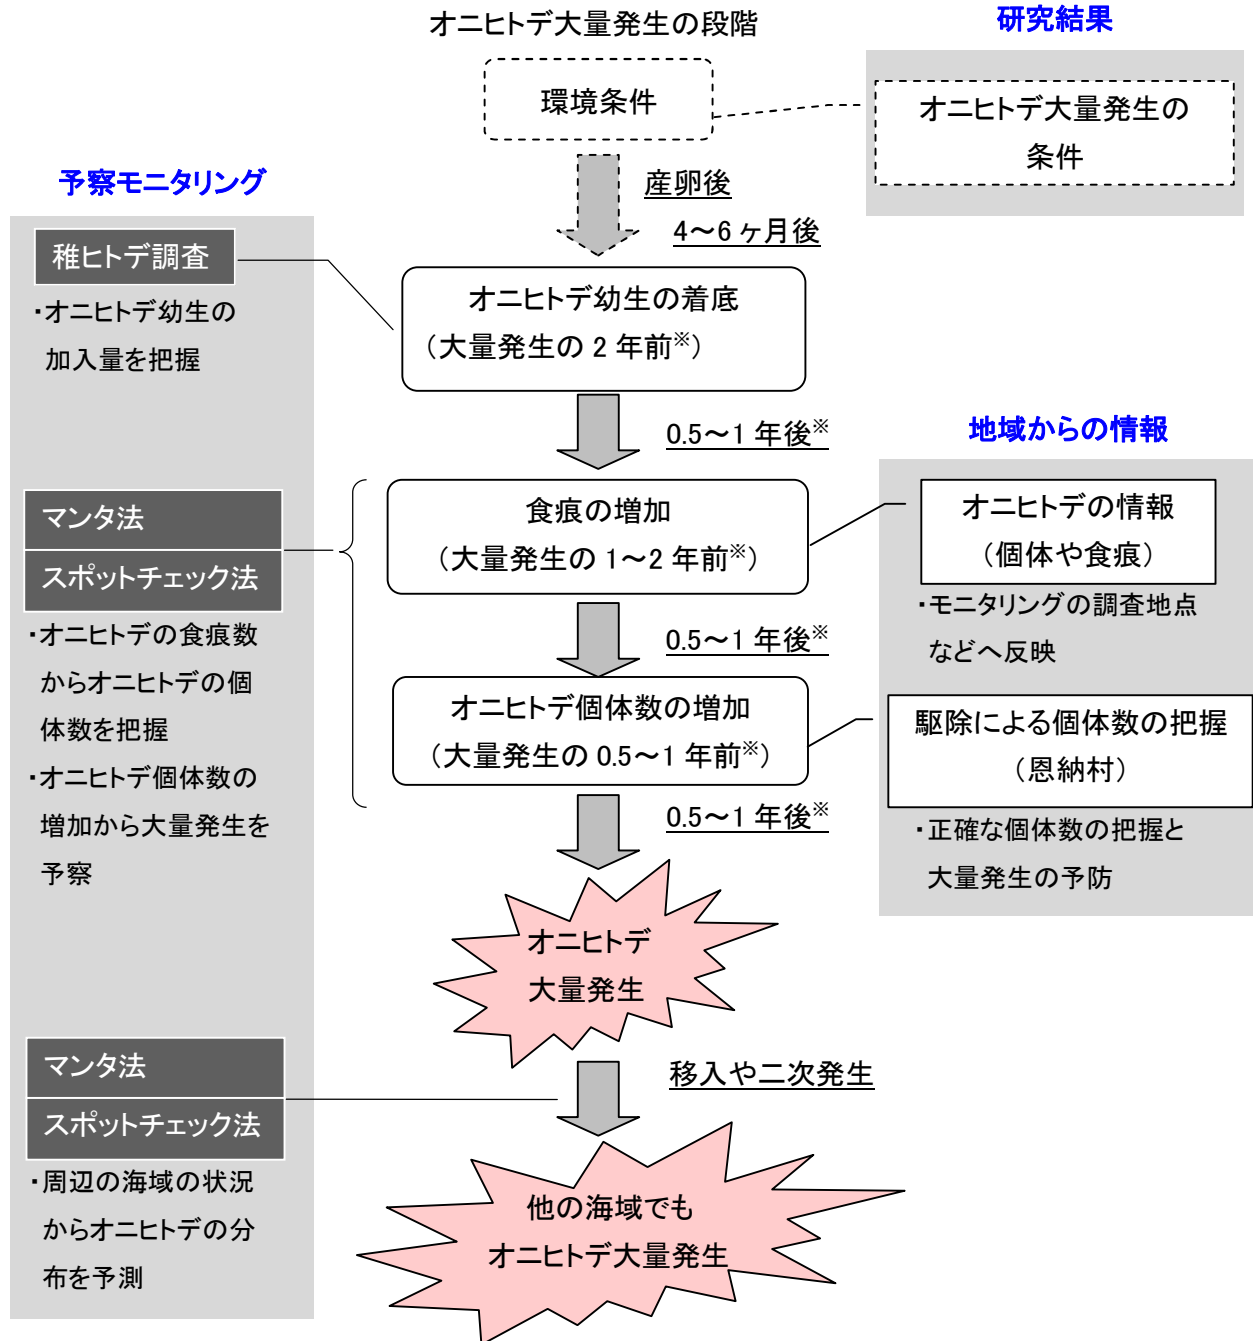 オニヒトデ大量発生の段階
研究結果
環境条件
オニヒトデ大量発生の
条件
産卵後
4～6 ヶ月後
予察モニタリング
稚ヒトデ調査
・オニヒトデ幼生の
加入量を把握
オニヒトデ幼生の着底
（大量発生の 2 年前※）
0.5～1 年後※
地域からの情報
マンタ法
スポットチェック法
・オニヒトデの食痕数
からオニヒトデの個
体数を把握
・オニヒトデ個体数の
増加から大量発生を
予察
食痕の増加
（大量発生の 1～2 年前※）
オニヒトデの情報
（個体や食痕）
・モニタリングの調査地点
などへ反映
0.5～1 年後※
オニヒトデ個体数の増加
（大量発生の 0.5～1 年前※）
駆除による個体数の把握
（恩納村）
・正確な個体数の把握と
大量発生の予防
0.5～1 年後※
オニヒトデ
大量発生
マンタ法
スポットチェック法
・周辺の海域の状況
からオニヒトデの分
布を予測
移入や二次発生
他の海域でも
オニヒトデ大量発生